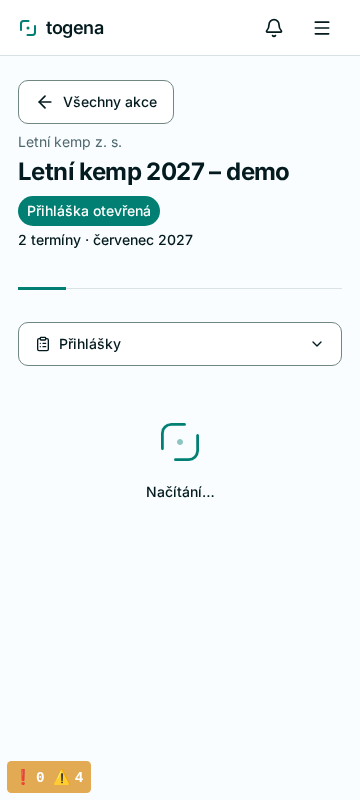 togena
Všechny akce
Letní kemp z. s.
Letní kemp 2027 – demo
Přihláška otevřená
2 termíny · červenec 2027
Přihlášky
Načítání…
❗ 0 ⚠️ 4